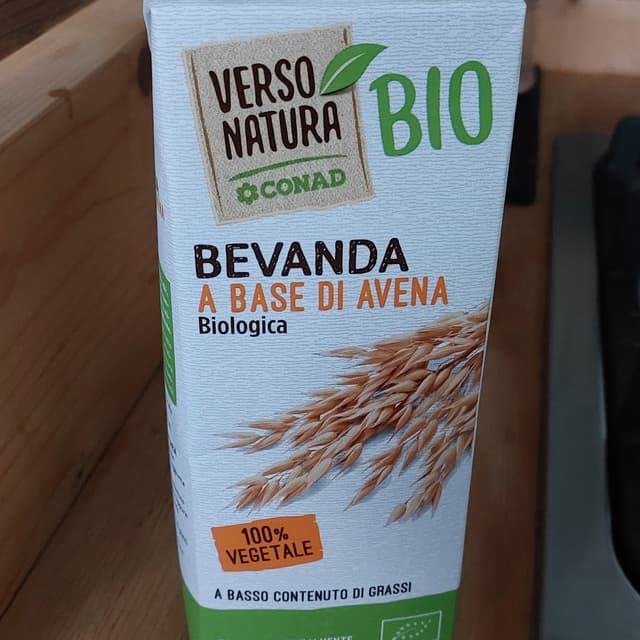 VERSO
NATURA
CONAD
BIO
BEVANDA
A BASE DI AVENA
Biologica
100%
VEGETALE
A BASSO CONTENUTO DI GRASSI